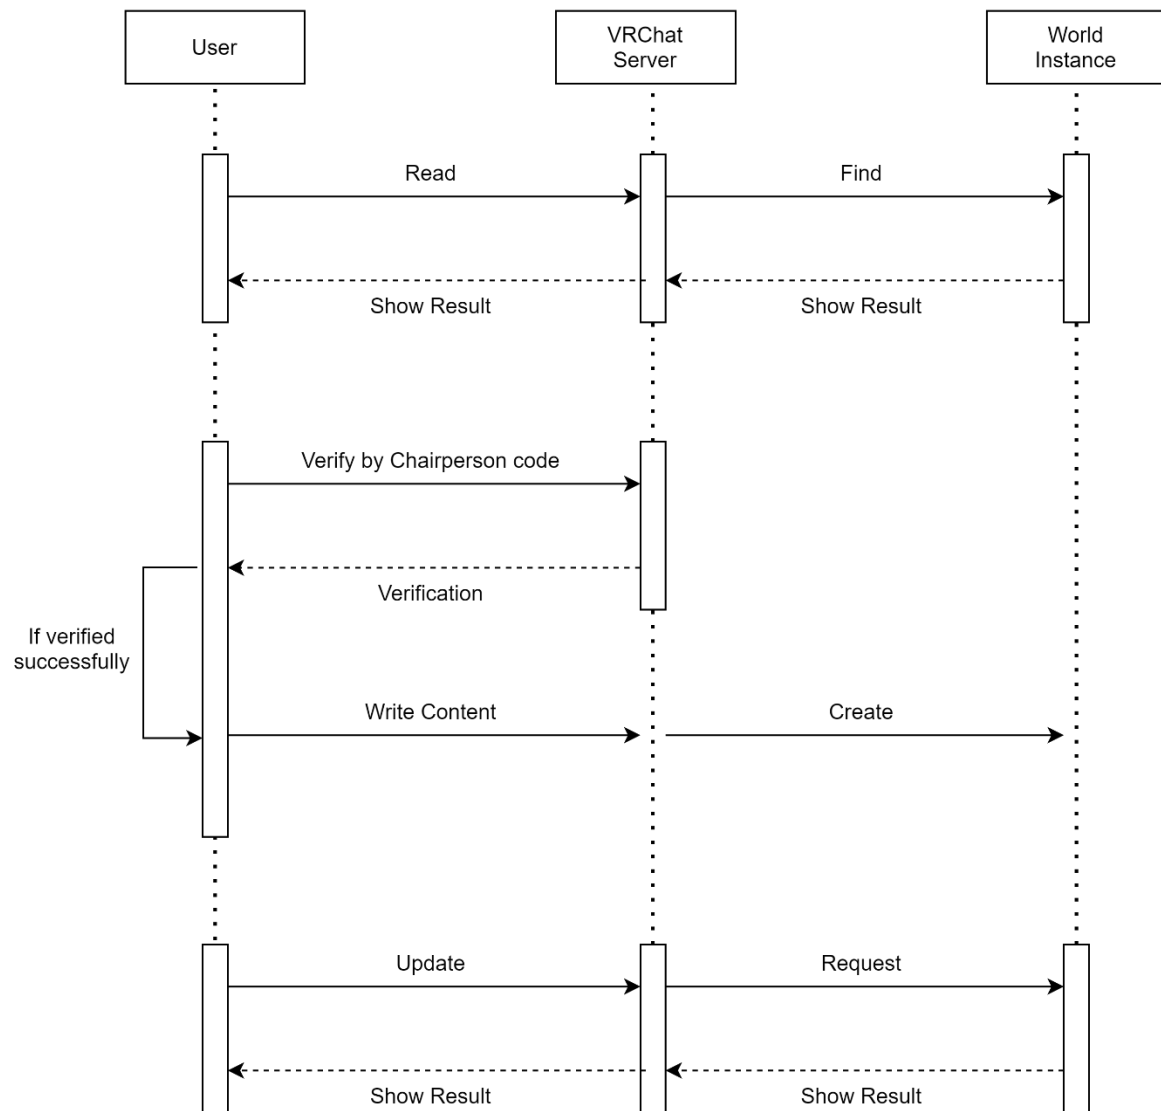 User
VRChat
Server
World
Instance
Read
Find
Show Result
Show Result
Verify by Chairperson code
Verification
If verified
successfully
Write Content
Create
Update
Request
Show Result
Show Result